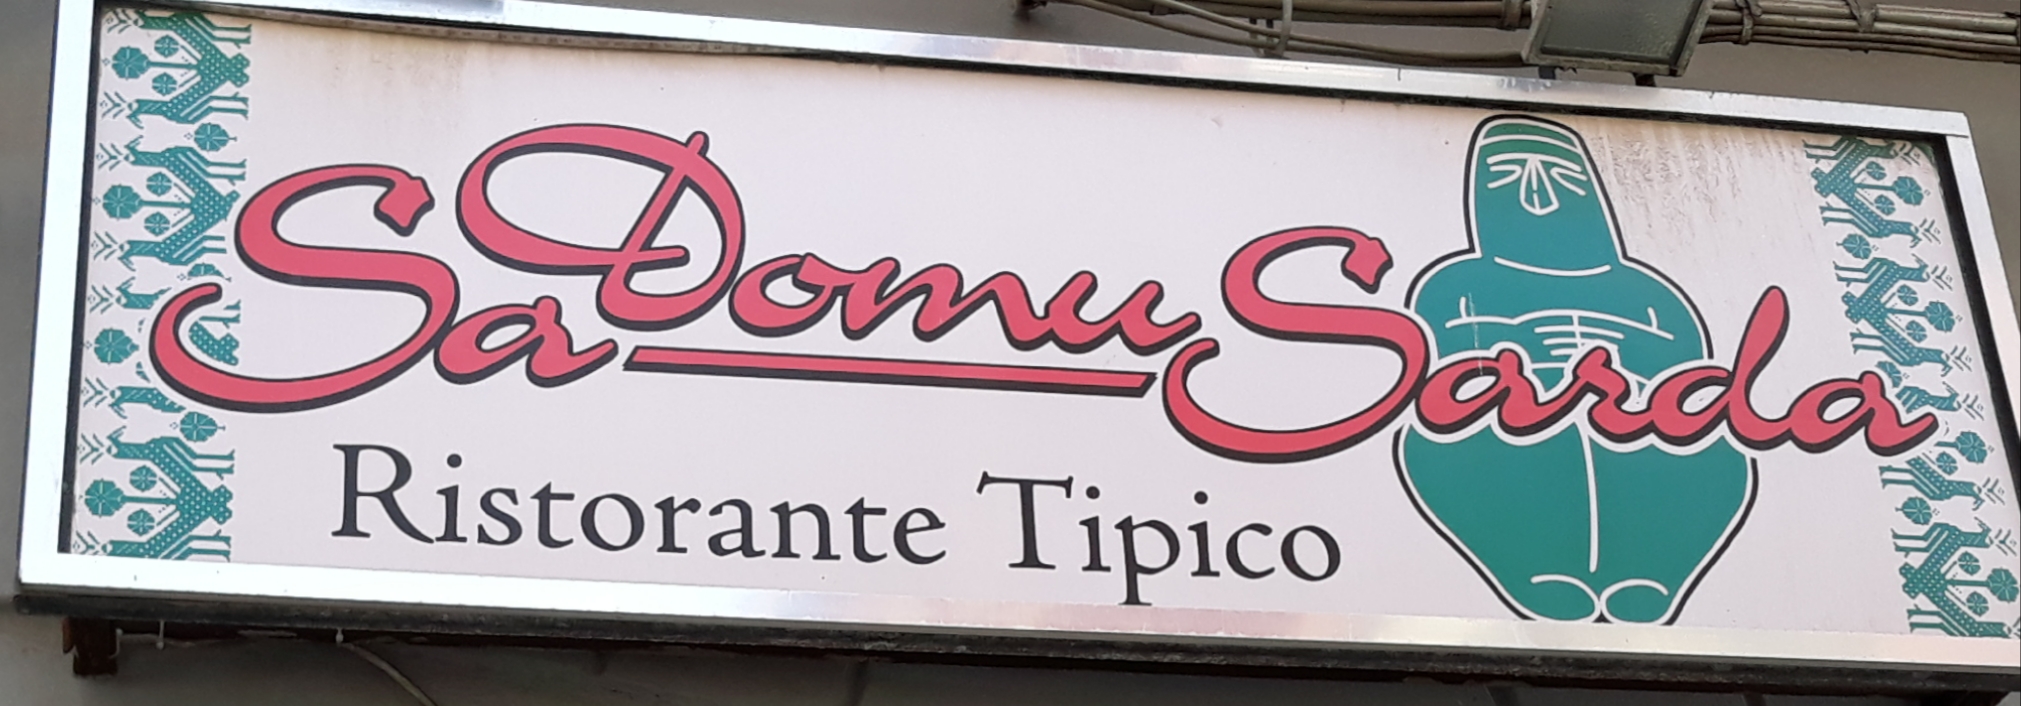 Sa Domu Sarda
Ristorante Tipico